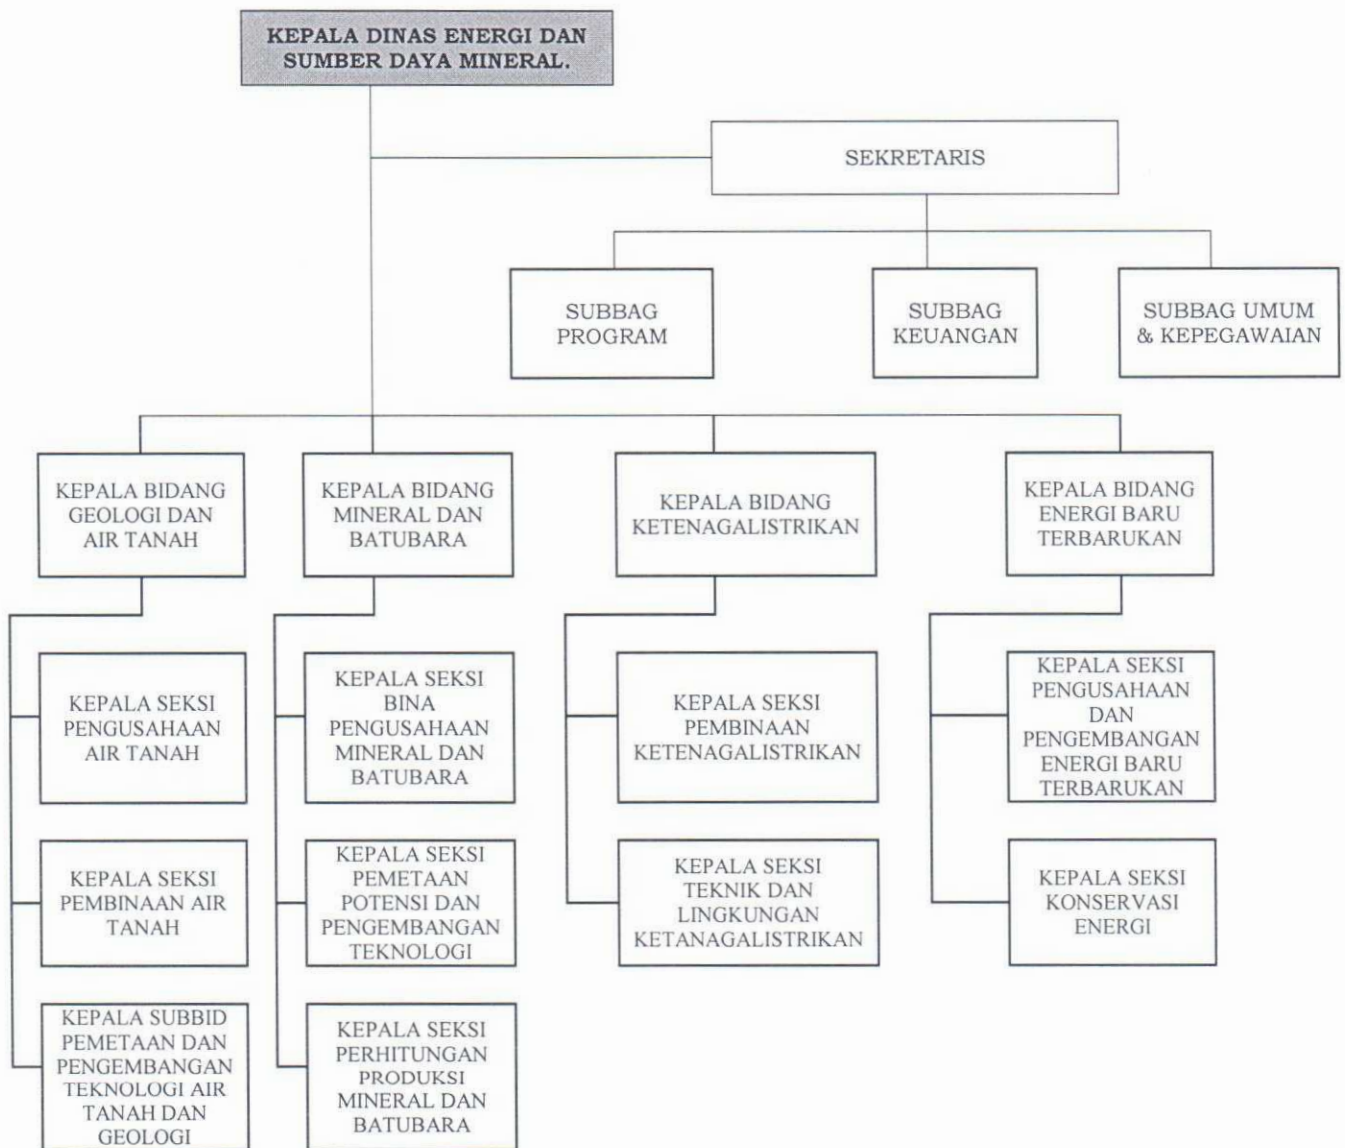 KEPALA DINAS ENERGI DAN
SUMBER DAYA MINERAL.
SEKRETARIS
SUBBAG
PROGRAM
SUBBAG
KEUANGAN
SUBBAG UMUM
& KEPEGAWAIAN
KEPALA BIDANG
GEOLOGI DAN
AIR TANAH
KEPALA BIDANG
MINERAL DAN
BATUBARA
KEPALA BIDANG
KETENAGALISTRIKAN
KEPALA BIDANG
ENERGI BARU
TERBARUKAN
KEPALA SEKSI
PENGUSAHAAN
AIR TANAH
KEPALA SEKSI
BINA
PENGUSAHAAN
MINERAL DAN
BATUBARA
KEPALA SEKSI
PEMBINAAN
KETENAGALISTRIKAN
KEPALA SEKSI
PENGUSAHAAN
DAN
PENGEMBANGAN
ENERGI BARU
TERBARUKAN
KEPALA SEKSI
PEMBINAAN AIR
TANAH
KEPALA SEKSI
PEMETAAN
POTENSI DAN
PENGEMBANGAN
TEKNOLOGI
KEPALA SEKSI
TEKNIK DAN
LINGKUNGAN
KETANAGALISTRIKAN
KEPALA SEKSI
KONSERVASI
ENERGI
KEPALA SUBBID
PEMETAAN DAN
PENGEMBANGAN
TEKNOLOGI AIR
TANAH DAN
GEOLOGI
KEPALA SEKSI
PERHITUNGAN
PRODUKSI
MINERAL DAN
BATUBARA